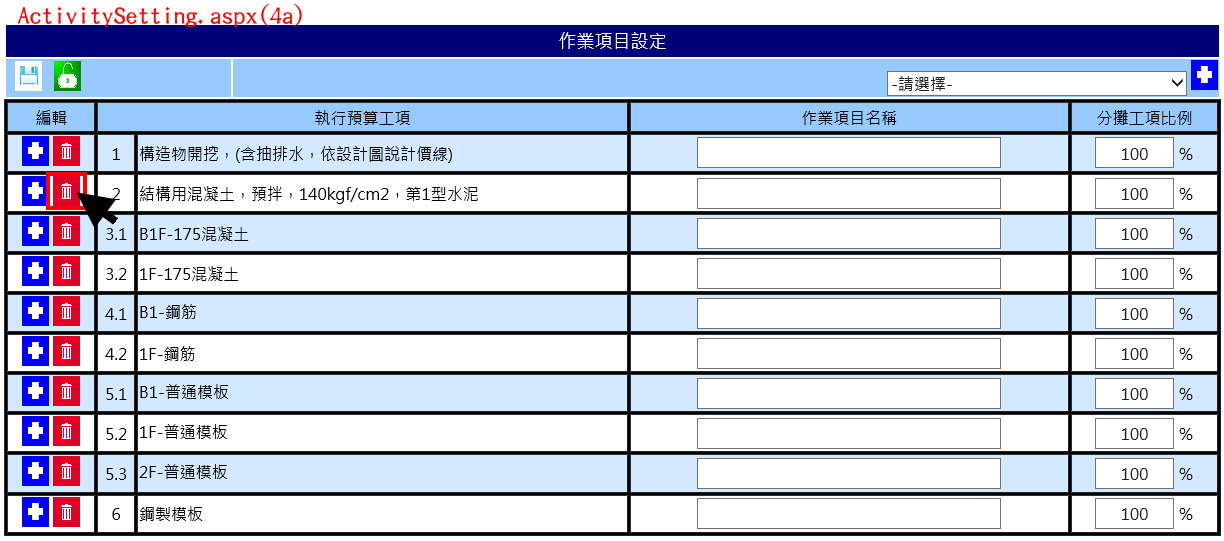 ActivitySetting.aspx(4a)
作業項目設定
-請選擇-
編輯 執行預算工項 作業項目名稱 分攤工項比例
1 構造物開挖，(含抽排水，依設計圖說計價線) 100 %
2 結構用混凝土，預拌，140kgf/cm2，第1型水泥 100 %
3.1 B1F-175混凝土 100 %
3.2 1F-175混凝土 100 %
4.1 B1-鋼筋 100 %
4.2 1F-鋼筋 100 %
5.1 B1-普通模板 100 %
5.2 1F-普通模板 100 %
5.3 2F-普通模板 100 %
6 鋼製模板 100 %